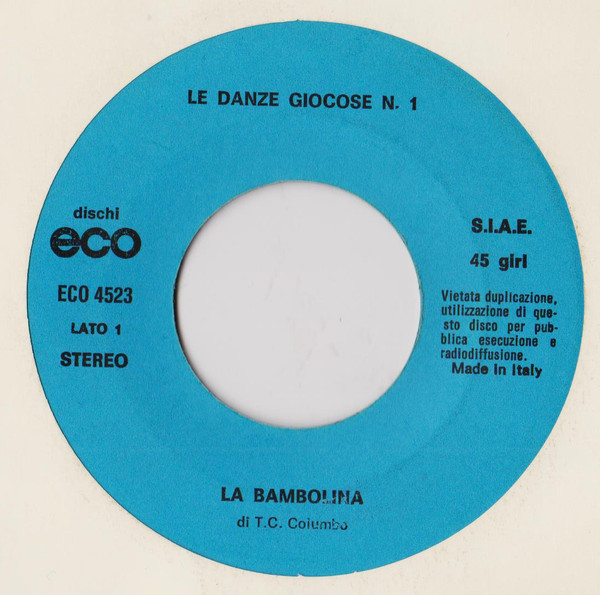 LE DANZE GIOCOSE N. 1
dischi
eco
ECO 4523
LATO 1
STEREO
S.I.A.E.
45 giri
Vietata duplicazione,
utilizzazione di que-
sto disco per pub-
blica esecuzione e
radiodiffusione.
Made in Italy
LA BAMBOLINA
di T.C. Columbo